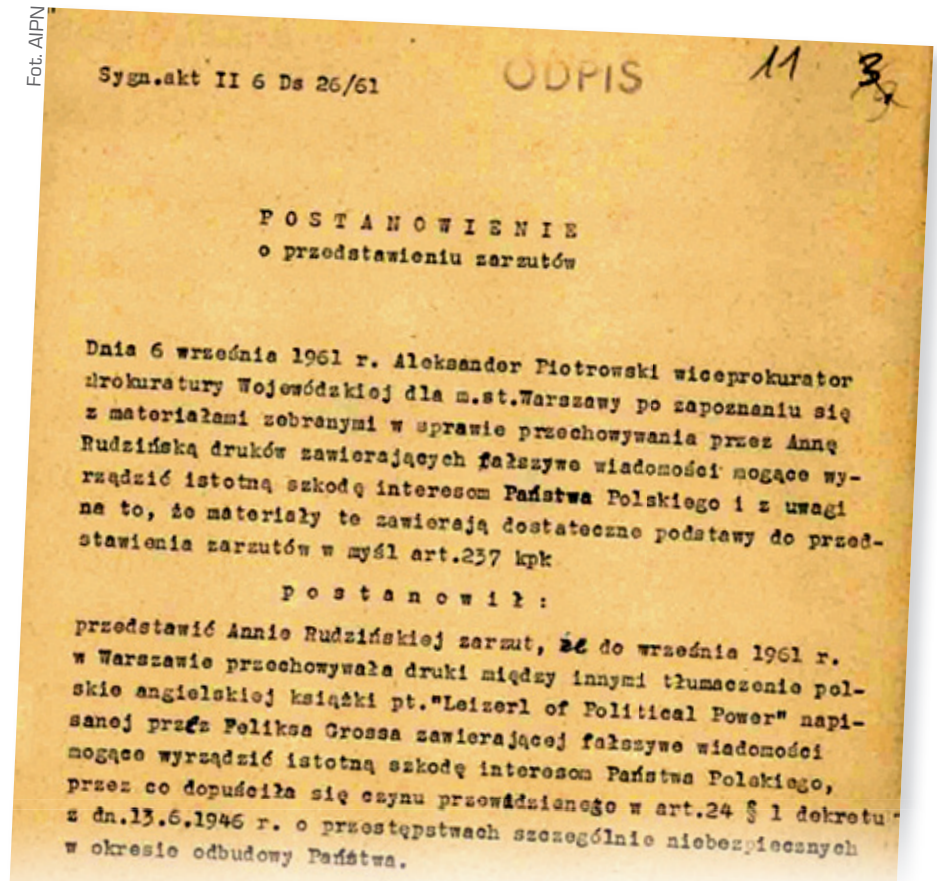 Fot. AIPN
Sygn.akt II 6 Ds 26/61
ODPIS
11 3,
P O S T A N O W I E N I E
o przedstawieniu zarzutów
Dnia 6 września 1961 r. Aleksander Piotrowski wiceprokurator
Prokuratury Wojewódzkiej dla m.st.Warszawy po zapoznaniu się
z materiałami zebranymi w sprawie przechowywania przez Annę
Rudzińską druków zawierających fałszywe wiadomości mogące wy-
rządzić istotną szkodę interesom Państwa Polskiego i z uwagi
na to, że materiały te zawierają dostateczne podstawy do przed-
stawienia zarzutów w myśl art.237 kpk
p o s t a n o w i ł :
przedstawić Annie Rudzińskiej zarzut, że do września 1961 r.
w Warszawie przechowywała druki między innymi tłumaczenie pol-
skie angielskiej książki pt."Leizerl of Political Power" napi-
sanej przez Feliksa Grossa zawierającej fałszywe wiadomości
mogące wyrządzić istotną szkodę interesom Państwa Polskiego,
przez co dopuściła się czynu przewidzianego w art.24 § 1 dekretu
z dn.13.6.1946 r. o przestępstwach szczególnie niebezpiecznych
w okresie odbudowy Państwa.